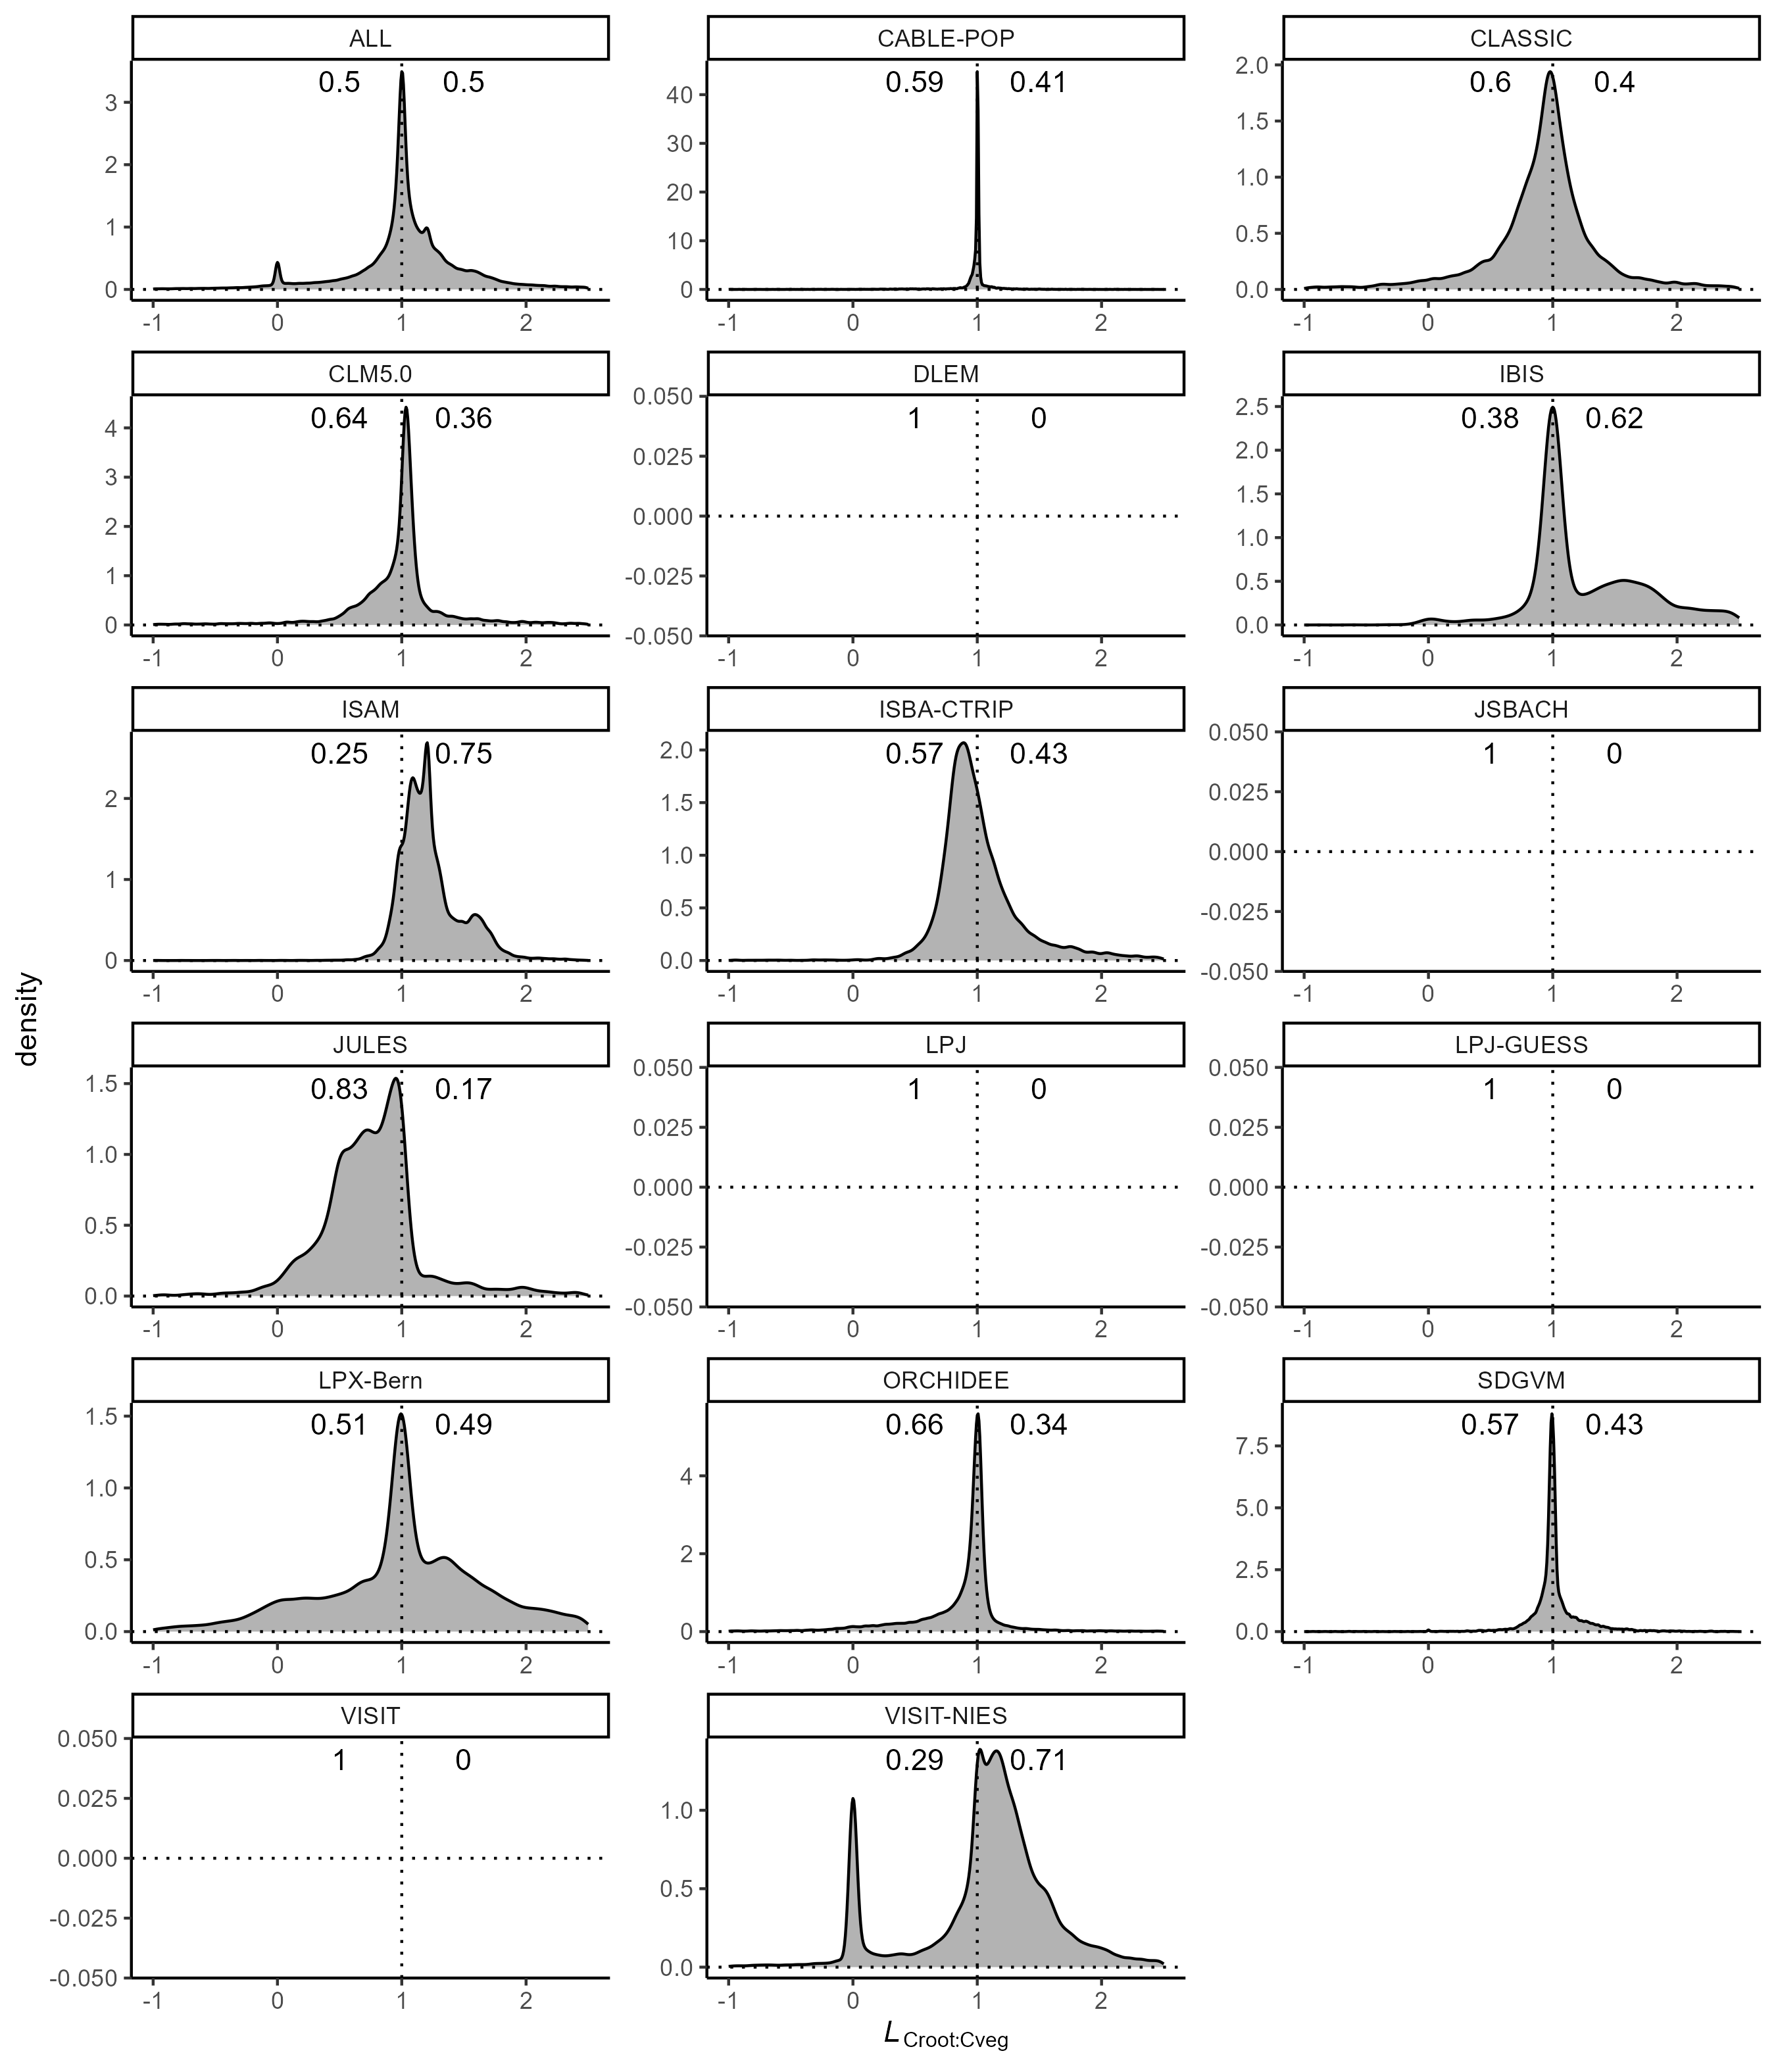 ALL
0.5 0.5
3
2
1
0
-1 0 1 2
CABLE-POP
0.59 0.41
40
30
20
10
0
-1 0 1 2
CLASSIC
0.6 0.4
2.0
1.5
1.0
0.5
0.0
-1 0 1 2
CLM5.0
0.64 0.36
4
3
2
1
0
-1 0 1 2
DLEM
1 0
0.050
0.025
0.000
-0.025
-0.050
-1 0 1 2
IBIS
0.38 0.62
2.5
2.0
1.5
1.0
0.5
0.0
-1 0 1 2
ISAM
0.25 0.75
2
1
0
-1 0 1 2
ISBA-CTRIP
0.57 0.43
2.0
1.5
1.0
0.5
0.0
-1 0 1 2
JSBACH
1 0
0.050
0.025
0.000
-0.025
-0.050
-1 0 1 2
density
JULES
0.83 0.17
1.5
1.0
0.5
0.0
-1 0 1 2
LPJ
1 0
0.050
0.025
0.000
-0.025
-0.050
-1 0 1 2
LPJ-GUESS
1 0
0.050
0.025
0.000
-0.025
-0.050
-1 0 1 2
LPX-Bern
0.51 0.49
1.5
1.0
0.5
0.0
-1 0 1 2
ORCHIDEE
0.66 0.34
4
2
0
-1 0 1 2
SDGVM
0.57 0.43
7.5
5.0
2.5
0.0
-1 0 1 2
VISIT
1 0
0.050
0.025
0.000
-0.025
-0.050
-1 0 1 2
VISIT-NIES
0.29 0.71
1.0
0.5
0.0
-1 0 1 2
L Croot:Cveg